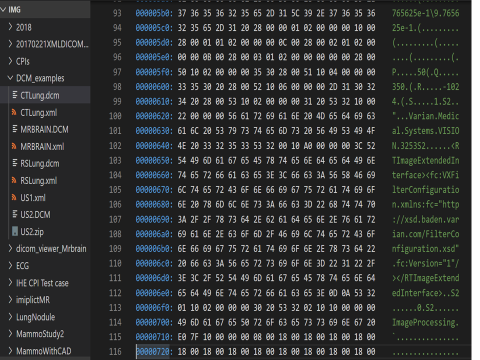 IMG
2018
20170221XMLDICOM...
CPIs
DCM_examples
CTLung.dcm
CTLung.xml
MRBRAIN.DCM
MRBRAIN.xml
RSLung.dcm
RSLung.xml
US1.xml
US2.DCM
US2.zip
dicom_viewer_Mrbrain
ECG
IHE CPI Test case
imiplictMR
LungNodule
MammoStudy2
MammoWithCAD
93 000005b0: 37 36 35 36 32 35 65 2D 31 5C 39 2E 37 36 35 36 765625e-1\9.7656
94 000005c0: 32 35 65 2D 31 20 28 00 01 02 00 00 02 00 00 00 25e-1.(.........
95 000005d0: 28 00 01 01 02 00 00 00 0C 00 28 00 02 01 02 00
96 000005e0: 00 00 0B 00 28 00 03 01 02 00 00 00 00 00 28 00
97 000005f0: 50 10 02 00 00 00 35 30 28 00 51 10 04 00 00 00
98 00000600: 33 35 30 20 28 00 52 10 06 00 00 00 2D 31 30 32
99 00000610: 34 20 28 00 53 10 02 00 00 00 31 20 53 32 10 00
100 00000620: 22 00 00 00 56 61 72 69 61 6E 20 4D 65 64 69 63 "...Varian.Medic
101 00000630: 61 6C 20 53 79 73 74 65 6D 73 20 56 49 53 49 4F al.Systems.VISIO
102 00000640: 4E 20 33 32 35 33 53 32 00 10 A0 00 00 00 3C 52 N.3253S2......<R
103 00000650: 54 49 6D 61 67 65 45 78 74 65 6E 64 65 64 49 6E TImageExtendedIn
104 00000660: 74 65 72 66 61 63 65 3E 3C 66 63 3A 56 58 46 69 terface><fc:VXFi
105 00000670: 6C 74 65 72 43 6F 6E 66 69 67 75 72 61 74 69 6F lterConfiguratio
106 00000680: 6E 20 78 6D 6C 6E 73 3A 66 63 3D 22 68 74 74 70 n.xmlns:fc="http
107 00000690: 3A 2F 2F 78 73 64 2E 62 61 64 65 6E 2E 76 61 72 ://xsd.baden.var
108 000006a0: 69 61 6E 2E 63 6F 6D 2F 46 69 6C 74 65 72 43 6F ian.com/FilterCo
109 000006b0: 6E 66 69 67 75 72 61 74 69 6F 6E 2E 78 73 64 22 nfiguration.xsd"
110 000006c0: 20 66 63 3A 56 65 72 73 69 6F 6E 3D 22 31 22 2F .fc:Version="1"/
111 000006d0: 3E 3C 2F 52 54 49 6D 61 67 65 45 78 74 65 6E 64 ></RTImageExtend
112 000006e0: 65 64 49 6E 74 65 72 66 61 63 65 3E 0D 0A 53 32 edInterface>..S2
113 000006f0: 01 10 02 00 00 00 30 20 53 32 02 10 10 00 00 00 ......0.S2......
114 00000700: 49 6D 61 67 65 50 72 6F 63 65 73 73 69 6E 67 20 ImageProcessing.
115 00000710: E0 7F 10 00 00 00 08 00 18 00 18 00 18 00 18 00
116 00000720: 18 00 18 00 18 00 18 00 18 00 18 00 18 00 18 00